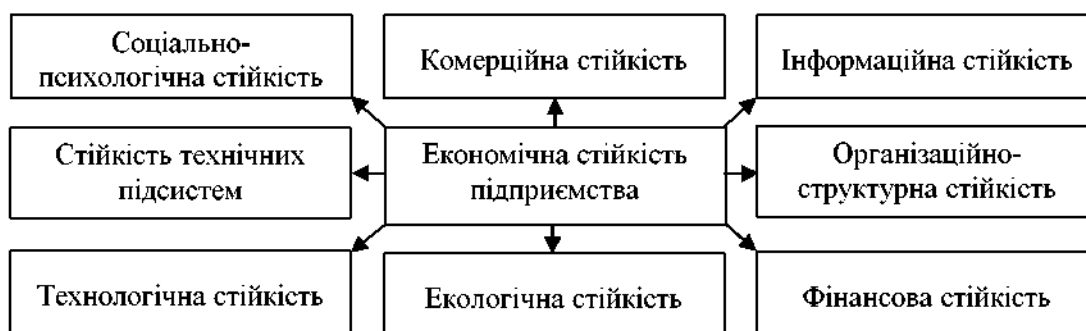 Соціально-
психологічна стійкість
Комерційна стійкість
Інформаційна стійкість
Стійкість технічних
підсистем
Економічна стійкість
підприємства
Організаційно-
структурна стійкість
Технологічна стійкість
Екологічна стійкість
Фінансова стійкість